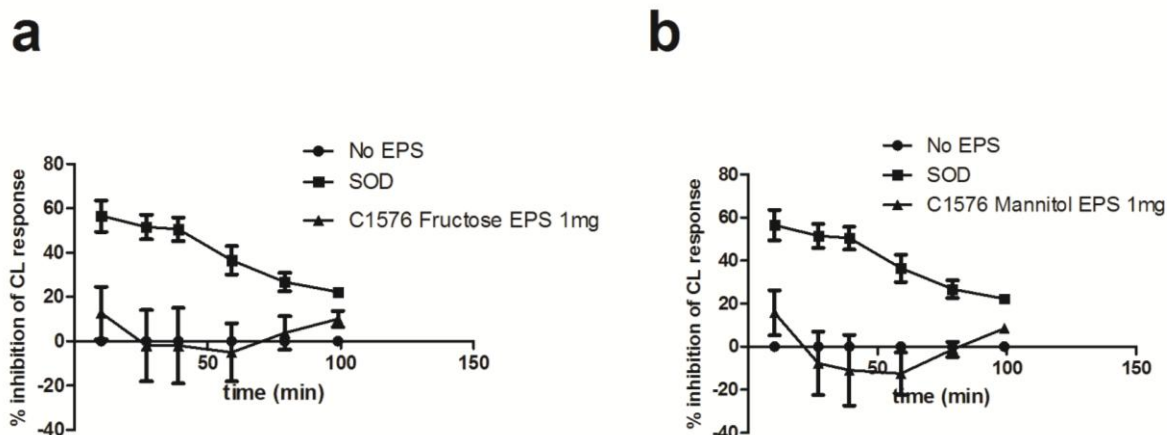 a
No EPS
SOD
C1576 Fructose EPS 1mg
% inhibition of CL response
80
60
40
20
0
-20
-40
50
100
150
time (min)
b
No EPS
SOD
C1576 Mannitol EPS 1mg
% inhibition of CL response
80
60
40
20
0
-20
-40
50
100
150
time (min)